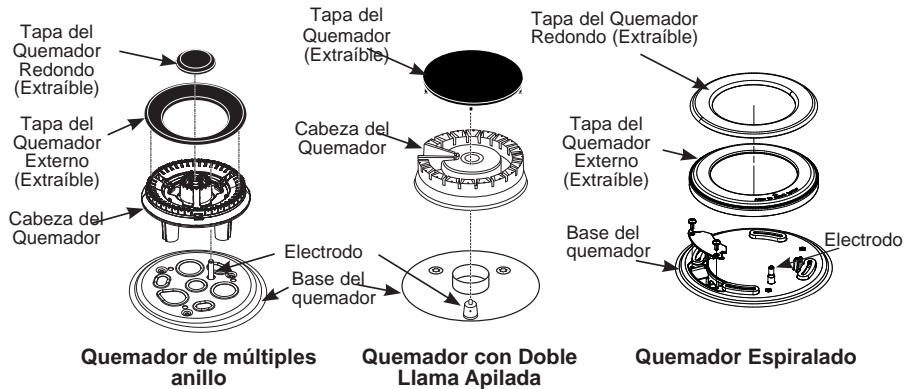 Tapa del
Quemador
Redondo
(Extraíble)
Tapa del
Quemador
Externo
(Extraíble)
Cabeza del
Quemador
Electrodo
Base del
quemador
Quemador de múltiples
anillo
Tapa del
Quemador
(Extraíble)
Cabeza del
Quemador
Quemador con Doble
Llama Apilada
Tapa del Quemador
Redondo (Extraíble)
Tapa del
Quemador
Externo
(Extraíble)
Base del
quemador
Electrodo
Quemador Espiralado